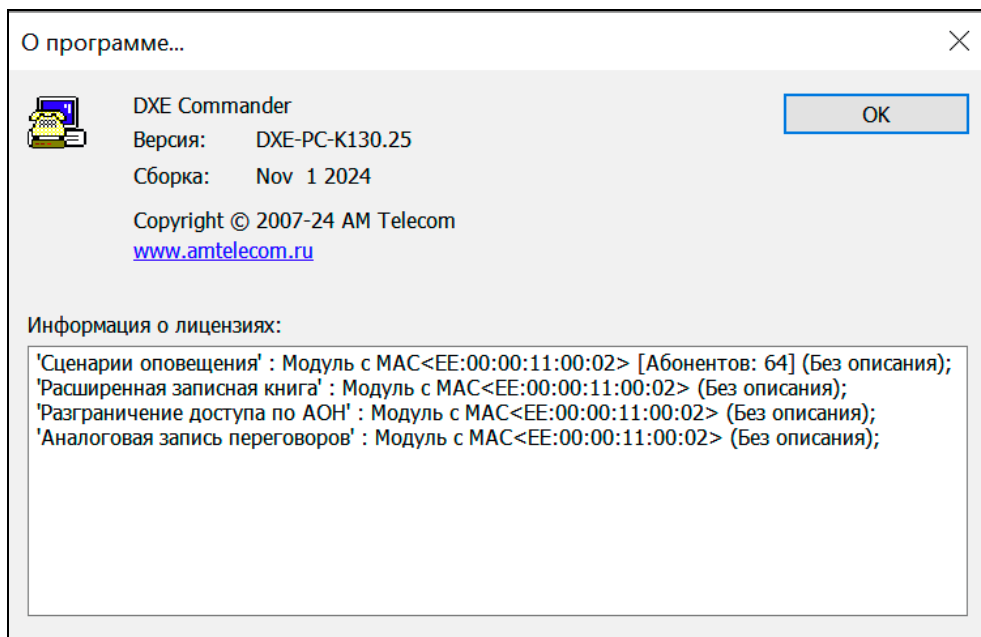 О программе...
DXE Commander
OK
Версия: DXE-PC-K130.25
Сборка: Nov 1 2024
Copyright © 2007-24 AM Telecom
www.amtelecom.ru
Информация о лицензиях:
'Сценарии оповещения' : Модуль с MAC<EE:00:00:11:00:02> [Абонентов: 64] (Без описания);
'Расширенная записная книга' : Модуль с MAC<EE:00:00:11:00:02> (Без описания);
'Разграничение доступа по АОН' : Модуль с MAC<EE:00:00:11:00:02> (Без описания);
'Аналоговая запись переговоров' : Модуль с MAC<EE:00:00:11:00:02> (Без описания);